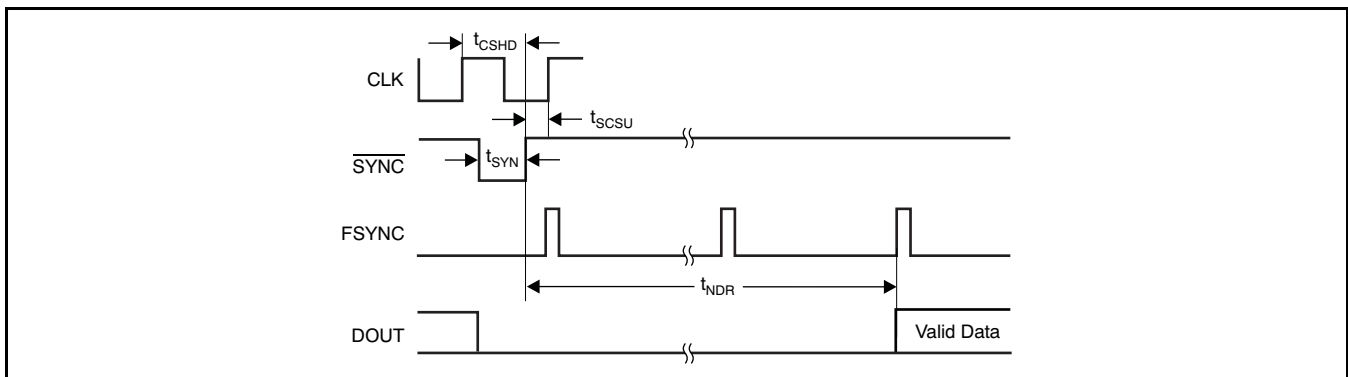 tCSHD
CLK
tSCSU
SYNC
tSYN
FSYNC
tNDR
DOUT
Valid Data